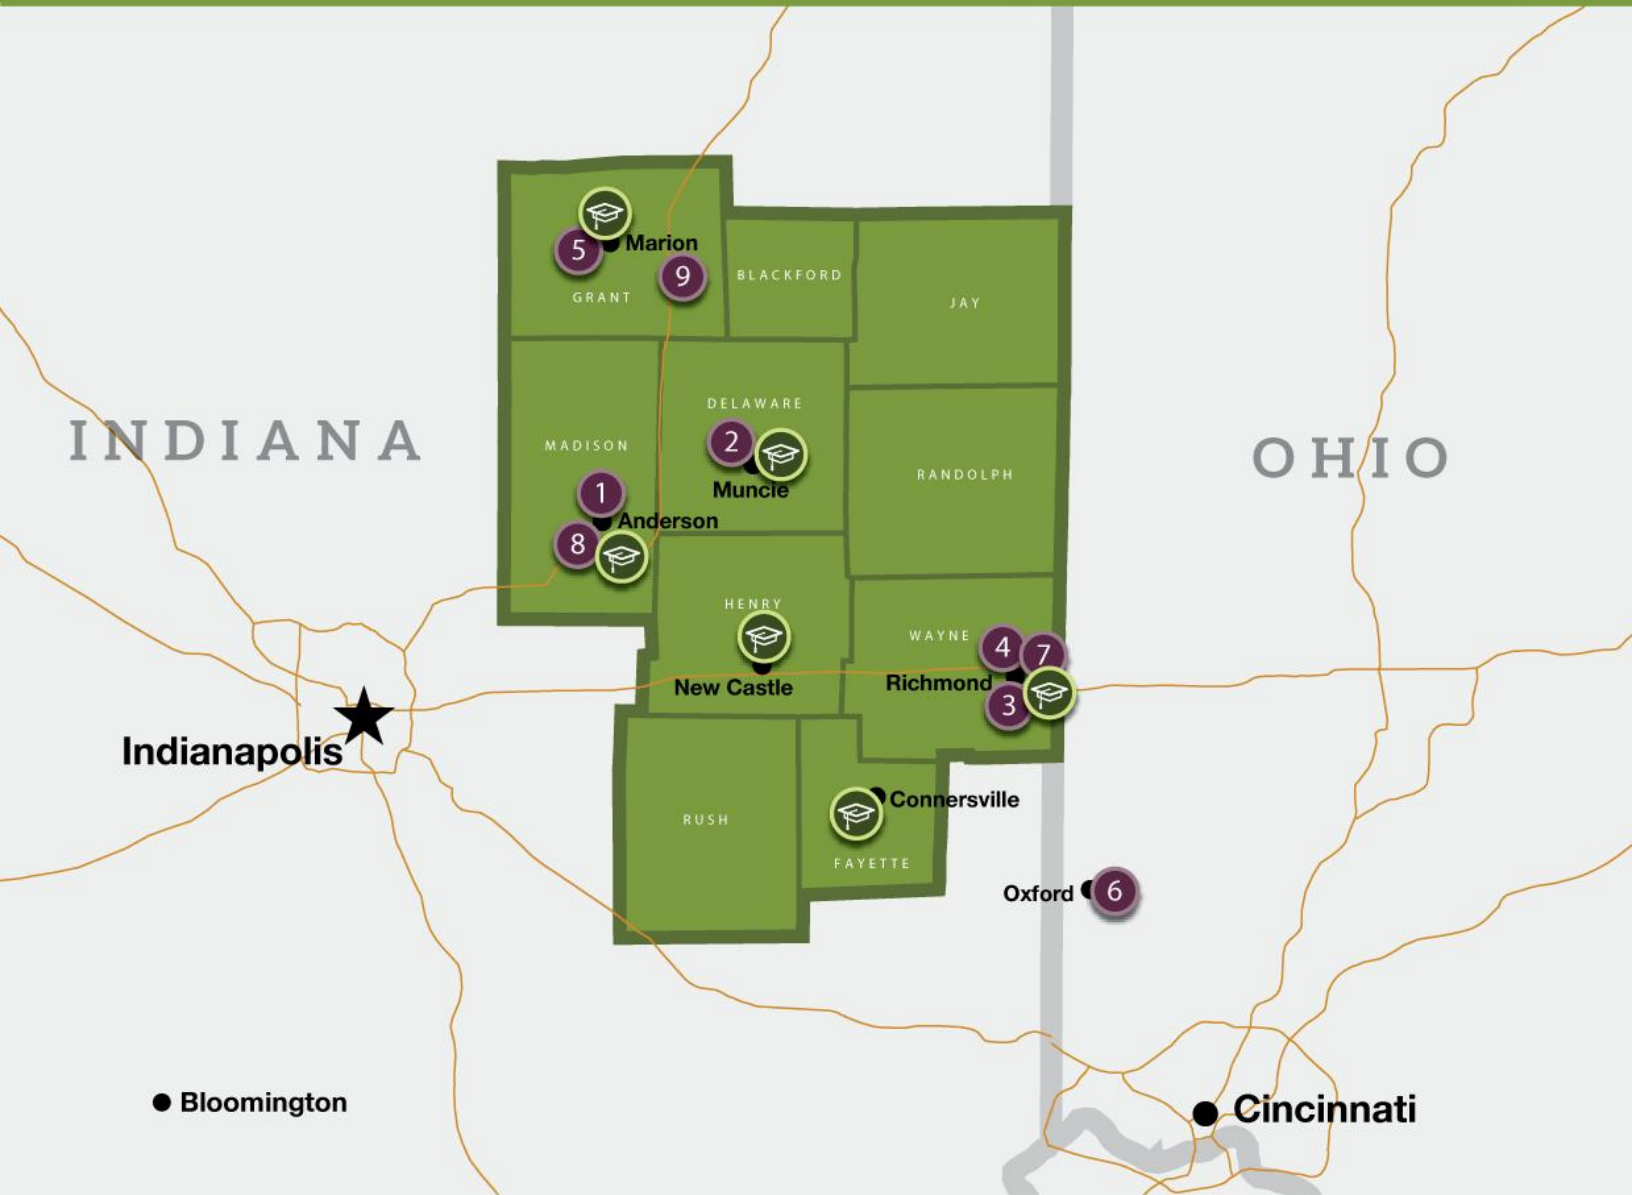 5
Marion
9
GRANT
BLACKFORD
JAY
INDIANA
OHIO
DELAWARE
MADISON
2
Muncie
RANDOLPH
1
Anderson
8
HENRY
New Castle
WAYNE
4
7
Richmond
3
Indianapolis
RUSH
Connersville
FAYETTE
Oxford
6
Bloomington
Cincinnati